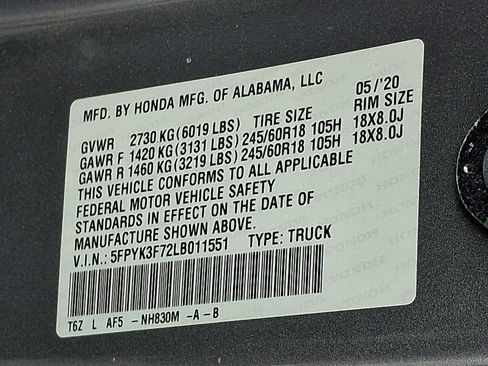 MFD. BY HONDA MFG. OF ALABAMA, LLC 05/'20
GVWR 2730 KG(6019 LBS) TIRE SIZE RIM SIZE
GAWR F 1420 KG(3131 LBS) 245/60R18 105H 18X8.0J
GAWR R 1460 KG(3219 LBS) 245/60R18 105H 18X8.0J
THIS VEHICLE CONFORMS TO ALL APPLICABLE
FEDERAL MOTOR VEHICLE SAFETY
STANDARDS IN EFFECT ON THE DATE OF
MANUFACTURE SHOWN ABOVE.
V.I.N.: 5FPYK3F72LB011551 TYPE: TRUCK
T6Z L AF5 - NH830M -A -B